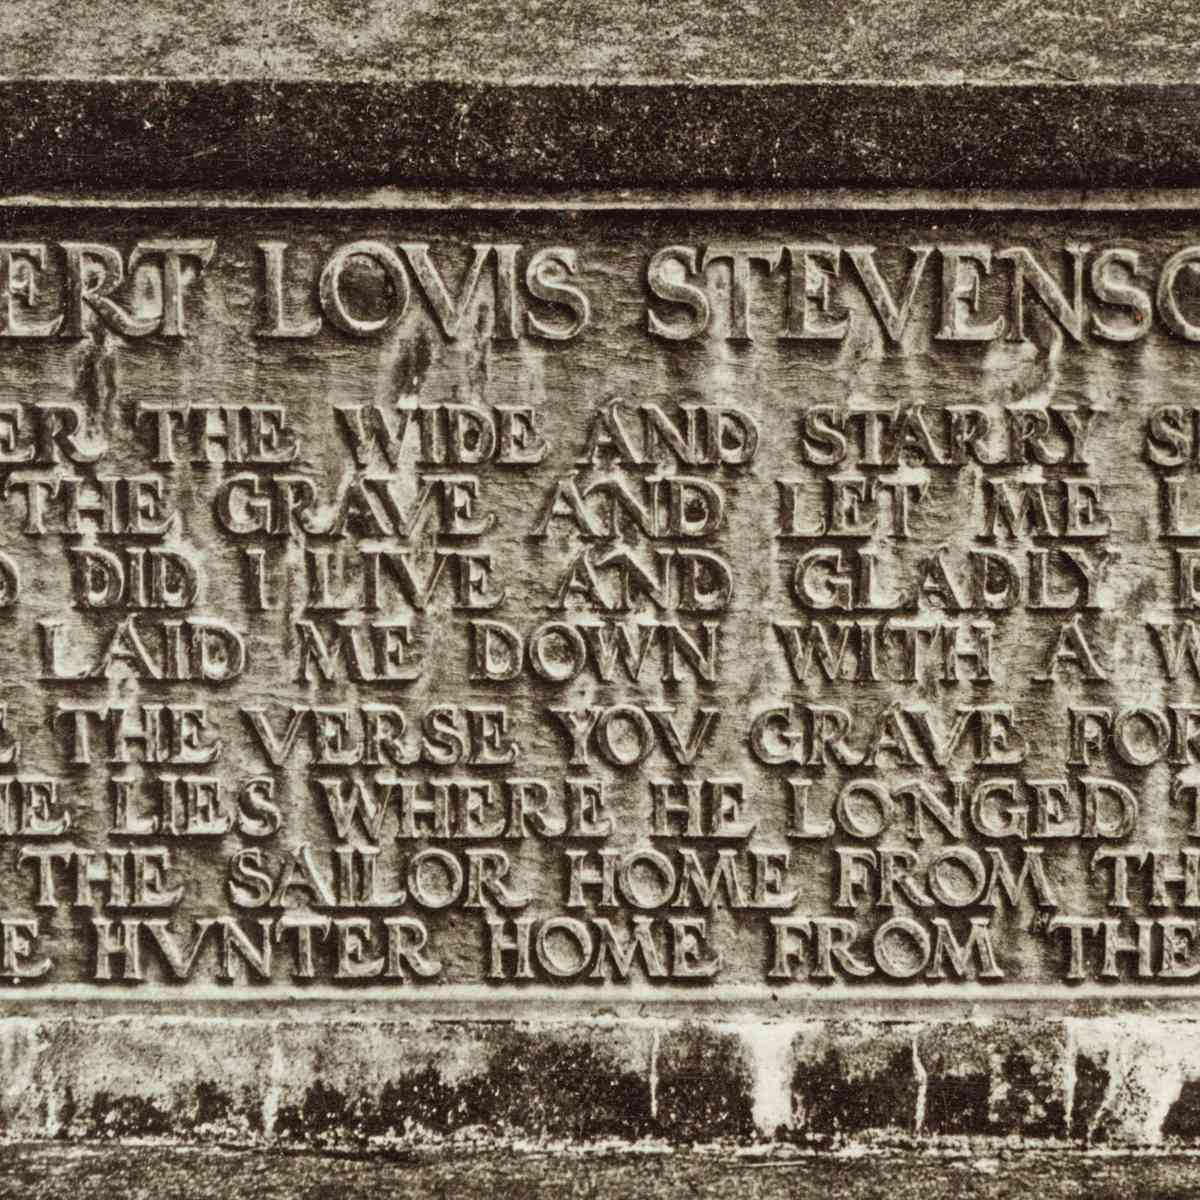 ERT LOVIS STEVENSO
ER THE WIDE AND STARRY S
THE GRAVE AND LET ME L
D DID I LIVE AND GLADLY D
LAID ME DOWN WITH A W
E THE VERSE YOV GRAVE FOR
HE LIES WHERE HE LONGED T
THE SAILOR HOME FROM TH
E HVNTER HOME FROM THE